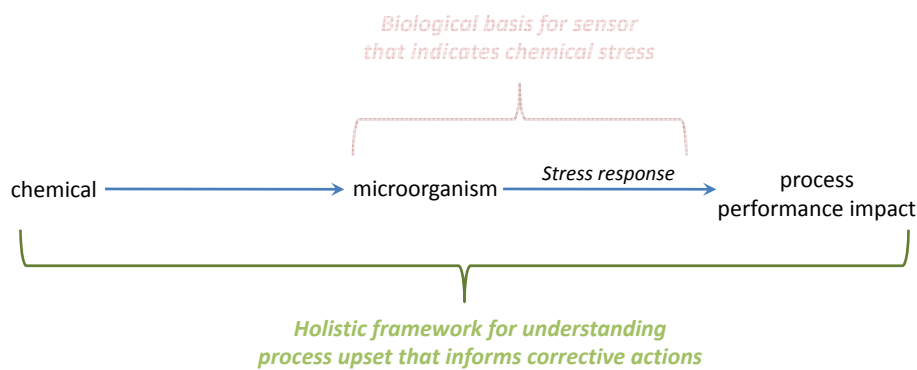 Biological basis for sensor
that indicates chemical stress
chemical
microorganism
Stress response
process
performance impact
Holistic framework for understanding
process upset that informs corrective actions